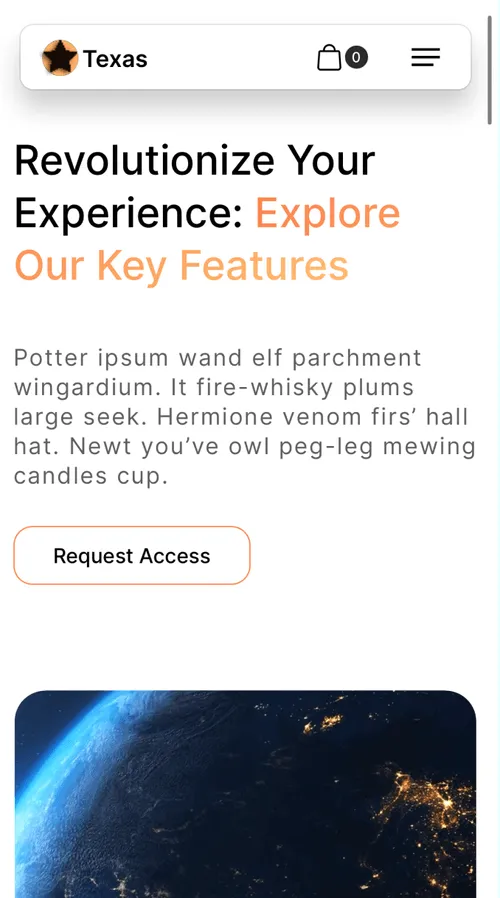 Texas
0
Revolutionize Your
Experience: Explore
Our Key Features
Potter ipsum wand elf parchment
wingardium. It fire-whisky plums
large seek. Hermione venom firs’ hall
hat. Newt you’ve owl peg-leg mewing
candles cup.
Request Access